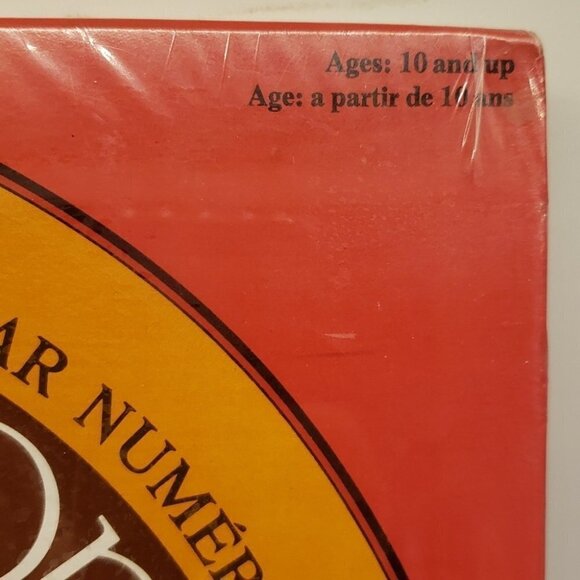 Ages: 10 and up
Age: a partir de 10 ans
AR NUMÉR